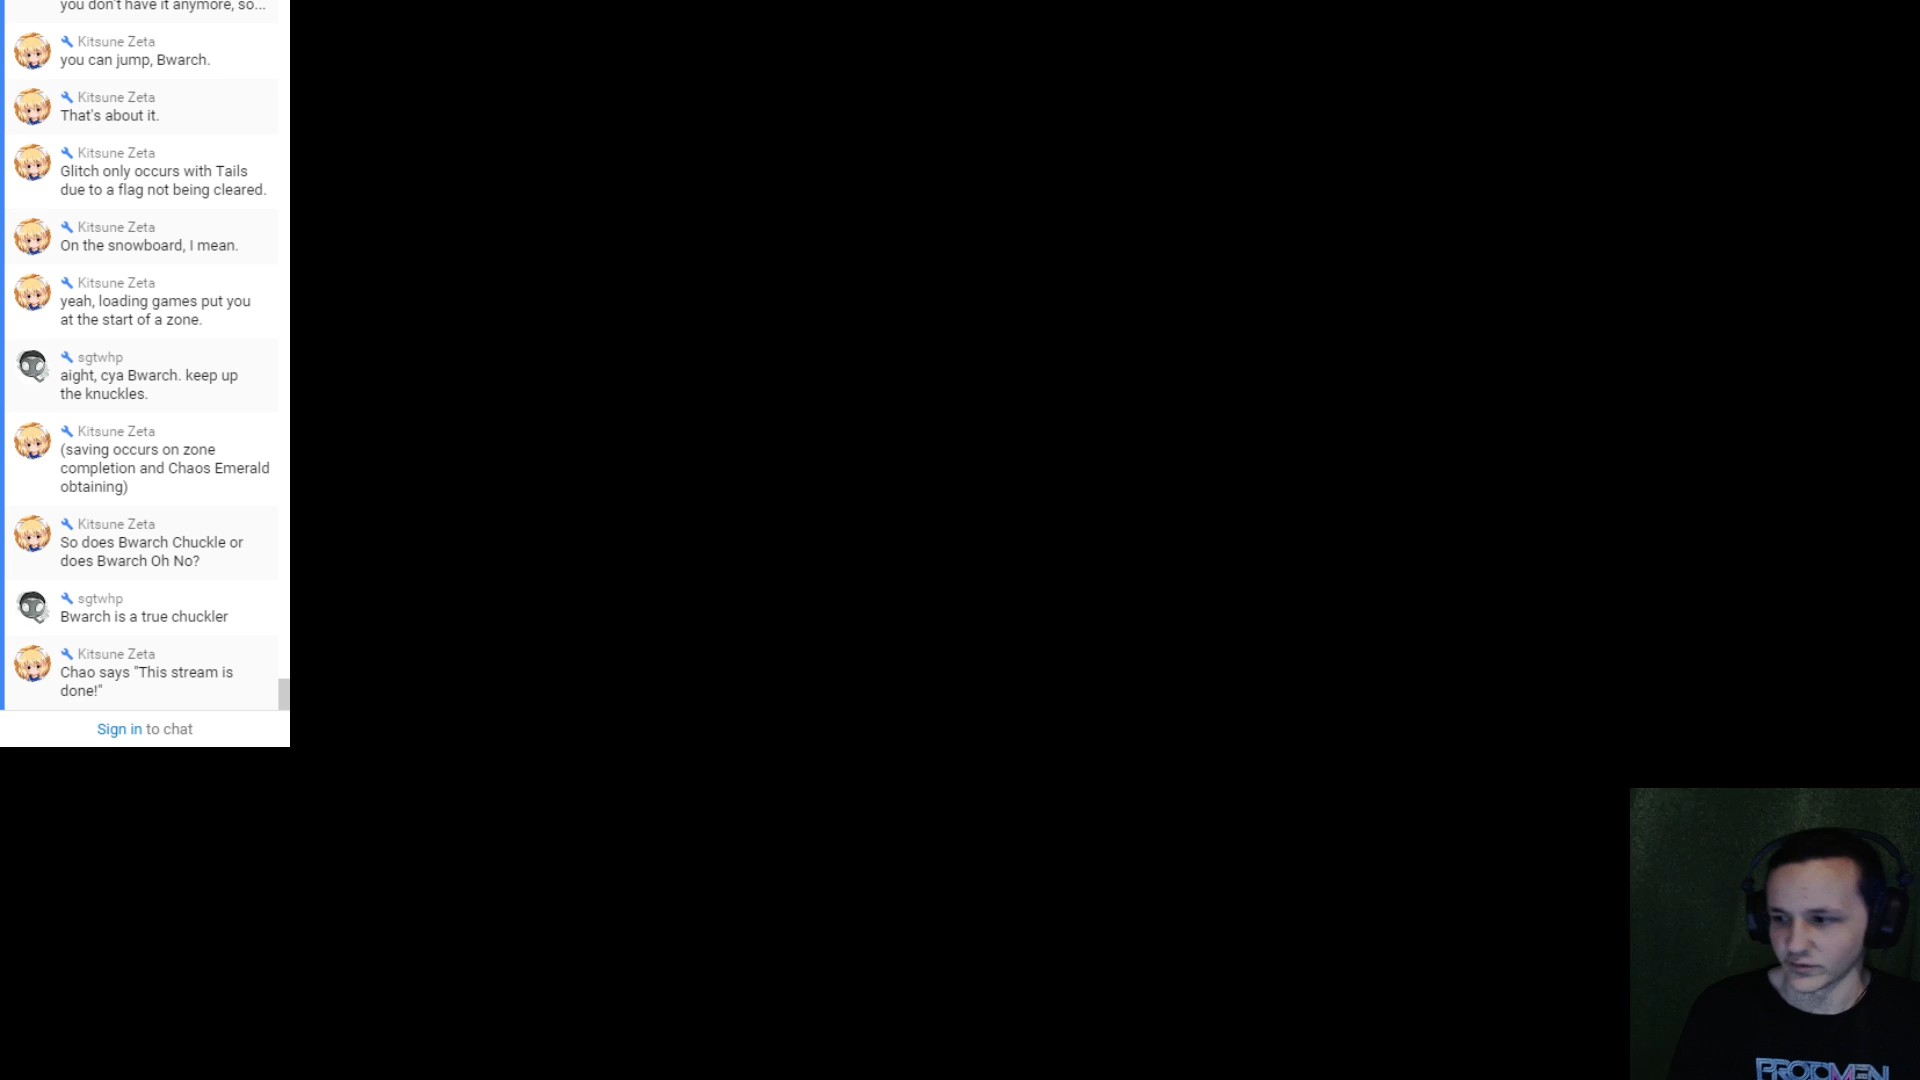 you don't have it anymore, so...
Kitsune Zeta
you can jump, Bwarch.
Kitsune Zeta
That's about it.
Kitsune Zeta
Glitch only occurs with Tails
due to a flag not being cleared.
Kitsune Zeta
On the snowboard, I mean.
Kitsune Zeta
yeah, loading games put you
at the start of a zone.
sgtwhp
aight, cya Bwarch. keep up
the knuckles.
Kitsune Zeta
(saving occurs on zone
completion and Chaos Emerald
obtaining)
Kitsune Zeta
So does Bwarch Chuckle or
does Bwarch Oh No?
sgtwhp
Bwarch is a true chuckler
Kitsune Zeta
Chao says "This stream is
done!"
Sign in to chat
PROTOMEN